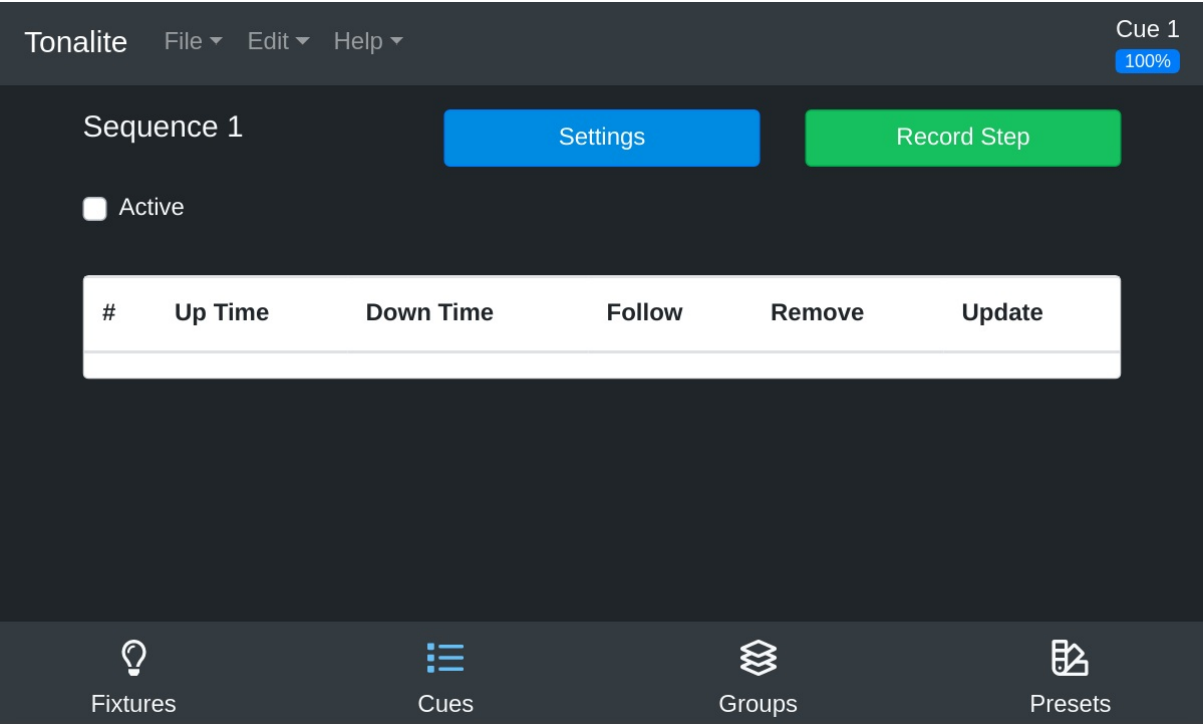 Tonalite File Edit Help Cue 1
100%
Sequence 1 Settings Record Step
Active
# Up Time Down Time Follow Remove Update
Fixtures Cues Groups Presets